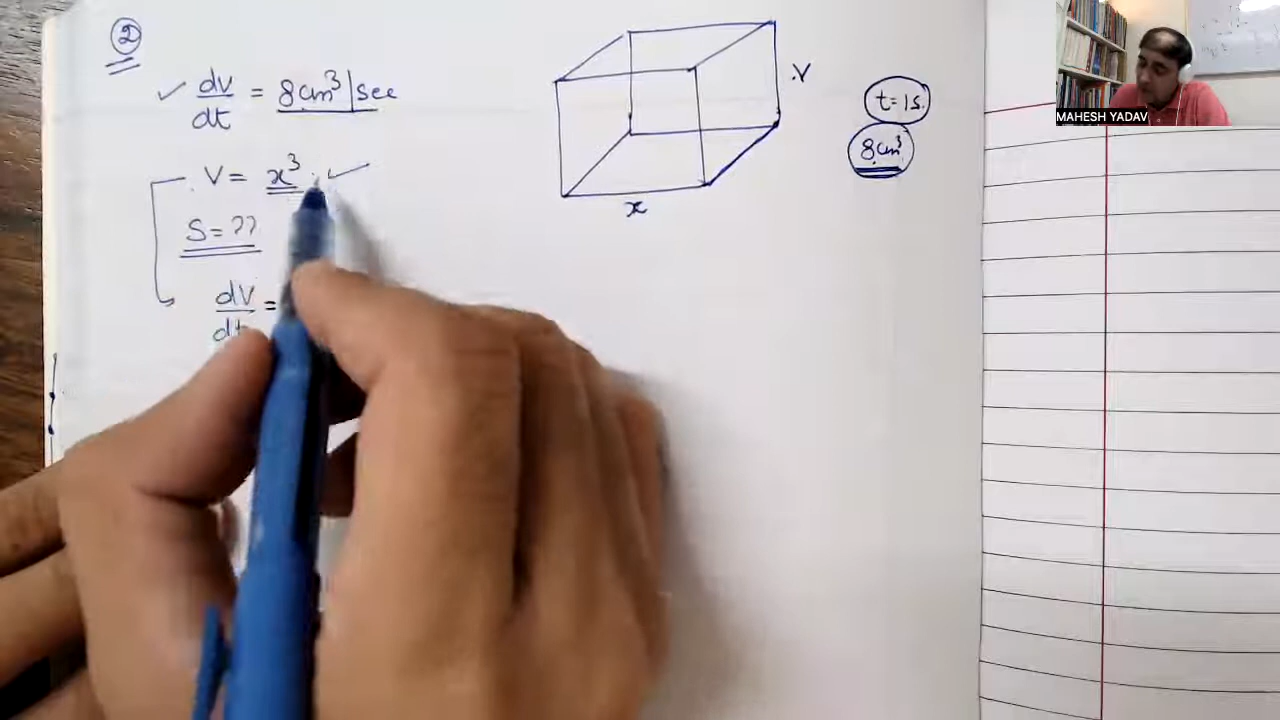 ②
✓ dv/dt = 8cm³/sec
V = x³ ✓
S = ??
dV/dt =
x
.V
t=1s.
8cm³
MAHESH YADAV